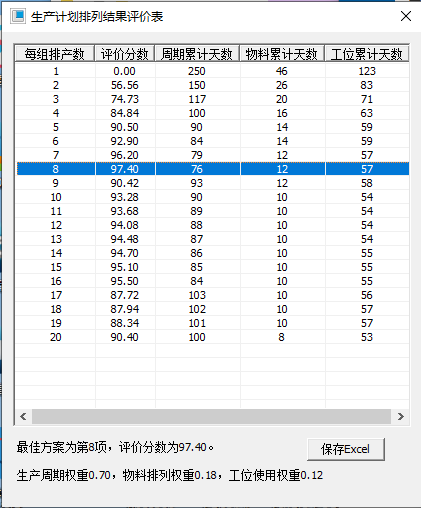 生产计划排列结果评价表
每组排产数 评价分数 周期累计天数 物料累计天数 工位累计天数
1 0.00 250 46 123
2 56.56 150 26 83
3 74.73 117 20 71
4 84.84 100 16 63
5 90.50 90 14 59
6 92.90 84 14 59
7 96.20 79 12 57
8 97.40 76 12 57
9 90.42 93 12 58
10 93.28 90 10 54
11 93.68 89 10 54
12 94.08 88 10 54
13 94.48 87 10 54
14 94.70 86 10 55
15 95.10 85 10 55
16 95.50 84 10 55
17 87.72 103 10 56
18 87.94 102 10 57
19 88.34 101 10 57
20 90.40 100 8 53
最佳方案为第8项，评价分数为97.40。
保存Excel
生产周期权重0.70，物料排列权重0.18，工位使用权重0.12